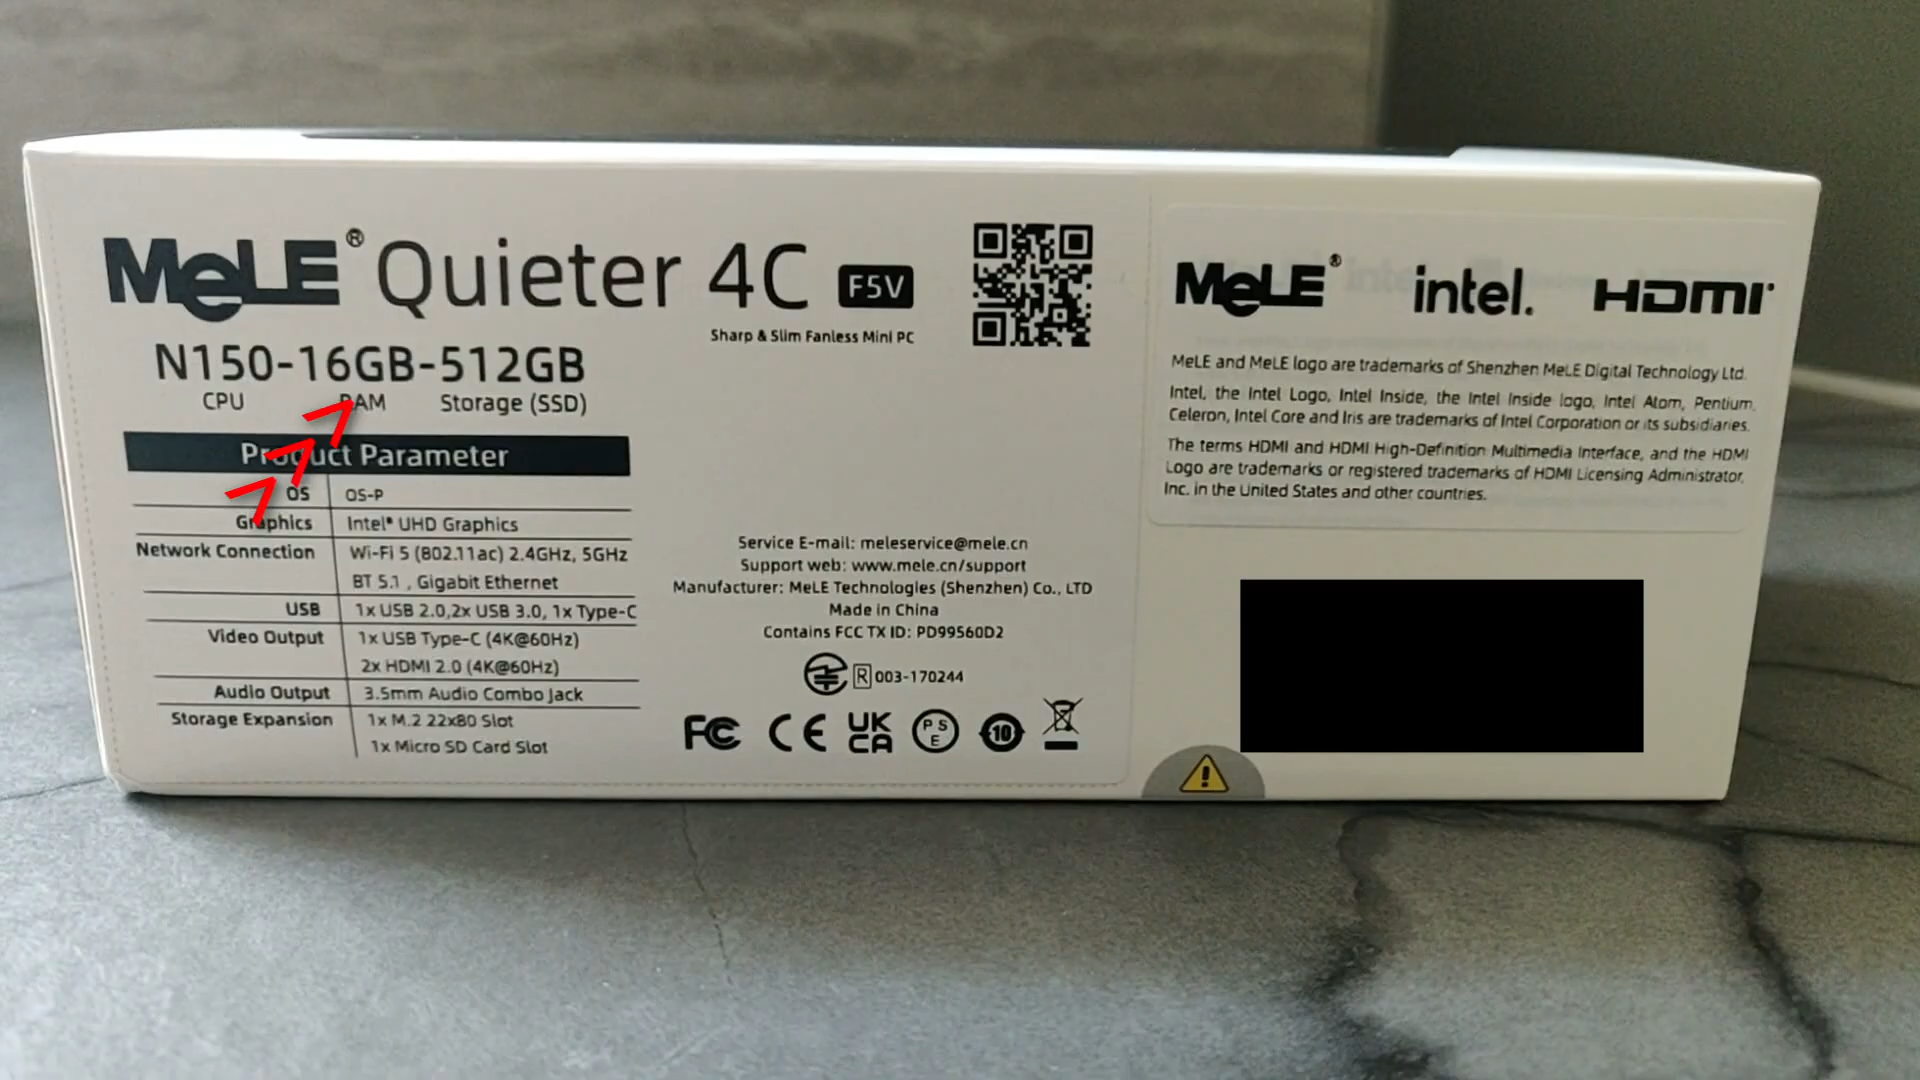 MeLE® Quieter 4C F5V
Sharp & Slim Fanless Mini PC
N150-16GB-512GB
CPU RAM Storage (SSD)
Product Parameter
OS OS-P
Graphics Intel® UHD Graphics
Network Connection Wi-Fi 5 (802.11ac) 2.4GHz, 5GHz
BT 5.1 , Gigabit Ethernet
USB 1x USB 2.0,2x USB 3.0, 1x Type-C
Video Output 1x USB Type-C (4K@60Hz)
2x HDMI 2.0 (4K@60Hz)
Audio Output 3.5mm Audio Combo Jack
Storage Expansion 1x M.2 22x80 Slot
1x Micro SD Card Slot
Service E-mail: meleservice@mele.cn
Support web: www.mele.cn/support
Manufacturer: MeLE Technologies (Shenzhen) Co., LTD
Made in China
Contains FCC TX ID: PD99560D2
R 003-170244
FC CE UK CA PSE 10
MeLE® intel. HDMI
MeLE and MeLE logo are trademarks of Shenzhen MeLE Digital Technology Ltd.
Intel, the Intel Logo, Intel Inside, the Intel Inside logo, Intel Atom, Pentium,
Celeron, Intel Core and Iris are trademarks of Intel Corporation or its subsidiaries.
The terms HDMI and HDMI High-Definition Multimedia Interface, and the HDMI
Logo are trademarks or registered trademarks of HDMI Licensing Administrator,
Inc. in the United States and other countries.